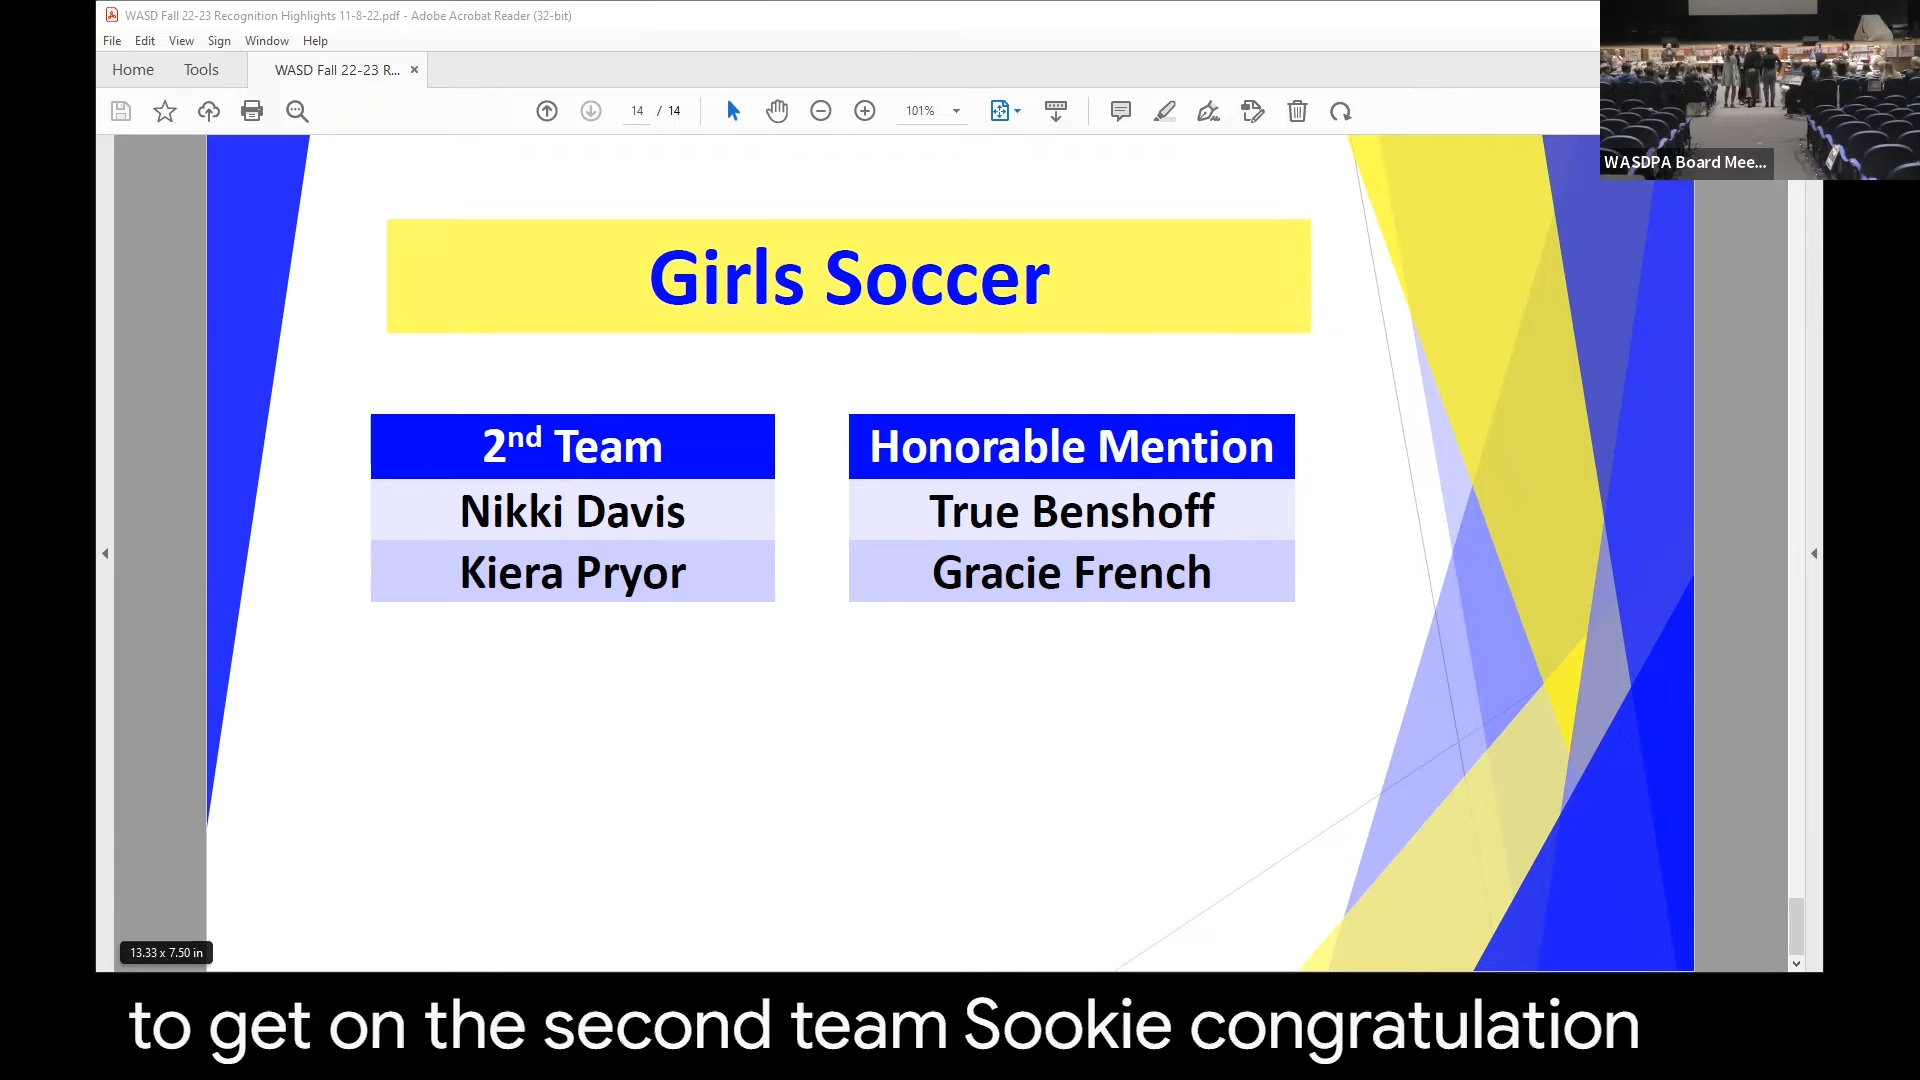 WASD Fall 22-23 Recognition Highlights 11-8-22.pdf - Adobe Acrobat Reader (32-bit)
File Edit View Sign Window Help
Home Tools WASD Fall 22-23 R... ×
14 / 14 101%
WASDPA Board Mee...
Girls Soccer
2nd Team
Nikki Davis
Kiera Pryor
Honorable Mention
True Benshoff
Gracie French
13.33 x 7.50 in
to get on the second team Sookie congratulation